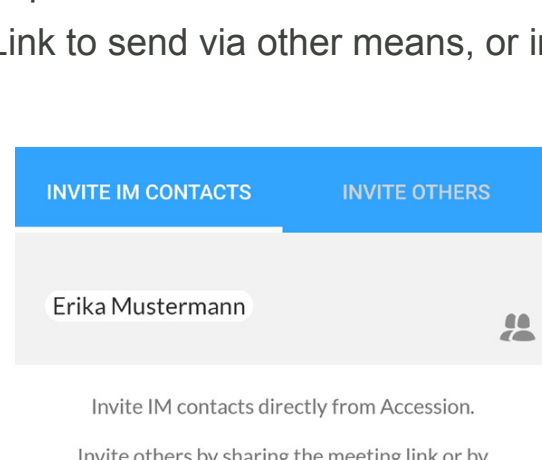 Link to send via other means, or
INVITE IM CONTACTS INVITE OTHERS
Erika Mustermann
Invite IM contacts directly from Accession.
Invite others by sharing the meeting link or by